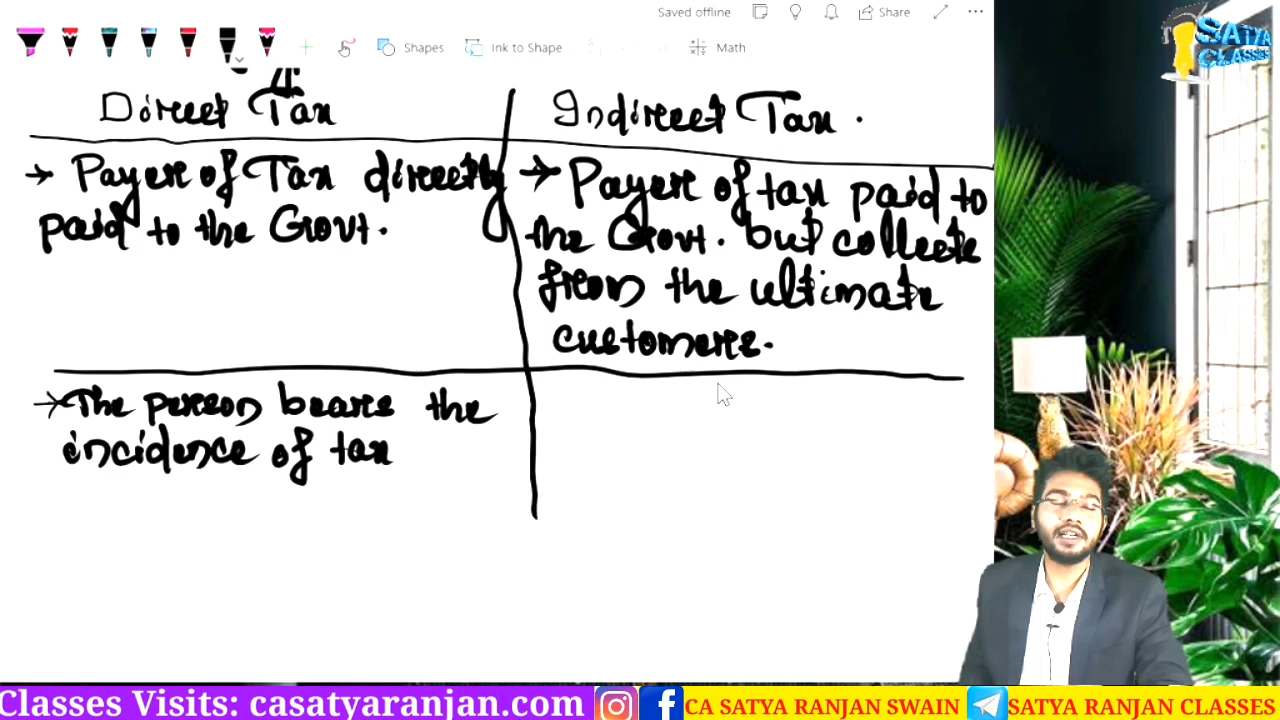 Saved offline
Share
Shapes
Ink to Shape
Math
SATYA
CLASSES
Direct Tax
Indirect Tax.
→ Payer of Tax directly
paid to the Govt.
→ Payer of tax paid to
the Govt. but collects
from the ultimate
customers.
→ The person bears the
incidence of tax
Classes Visits: casatyaranjan.com
CA SATYA RANJAN SWAIN
SATYA RANJAN CLASSES